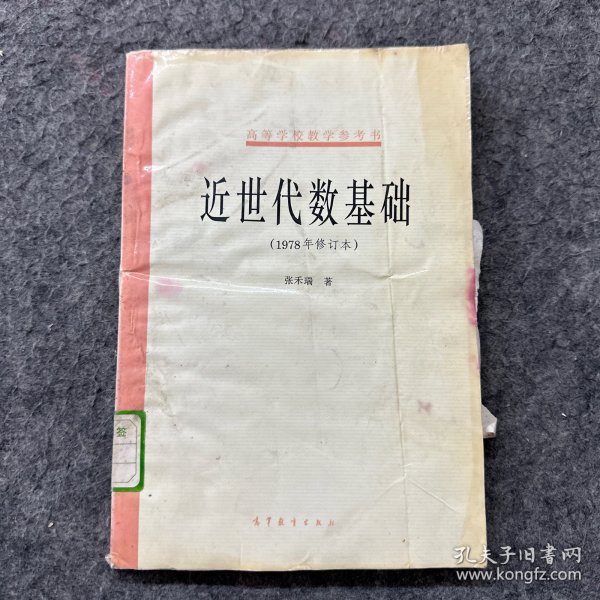 高等学校教学参考书
近世代数基础
(1978年修订本)
张禾瑞 著
签
高等教育出版社
孔夫子旧书网
www.kongfz.com